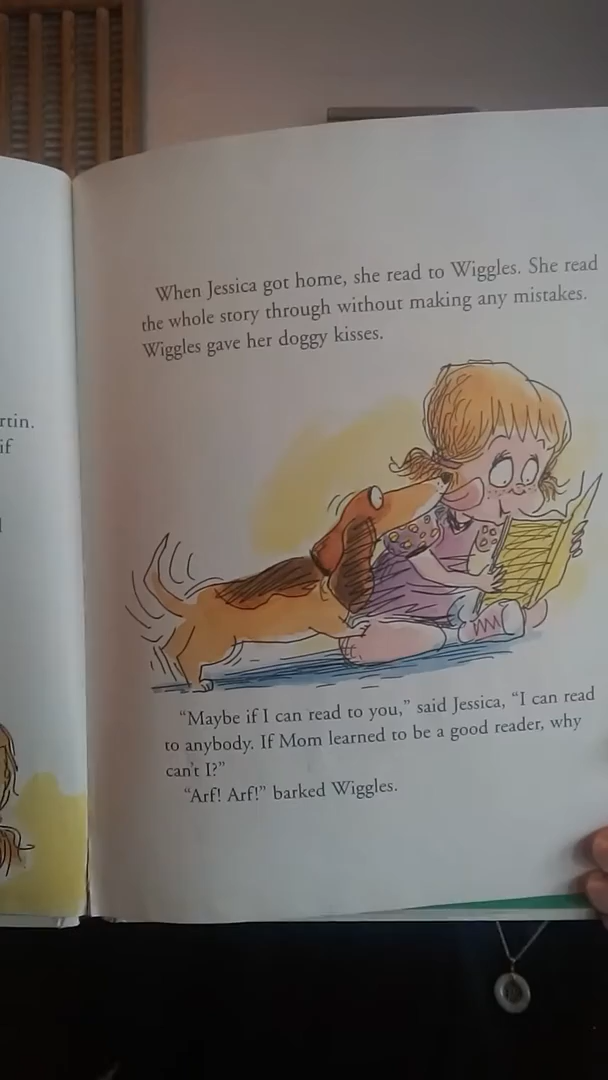 rtin.
if
When Jessica got home, she read to Wiggles. She read
the whole story through without making any mistakes.
Wiggles gave her doggy kisses.
“Maybe if I can read to you,” said Jessica, “I can read
to anybody. If Mom learned to be a good reader, why
can’t I?”
“Arf! Arf!” barked Wiggles.